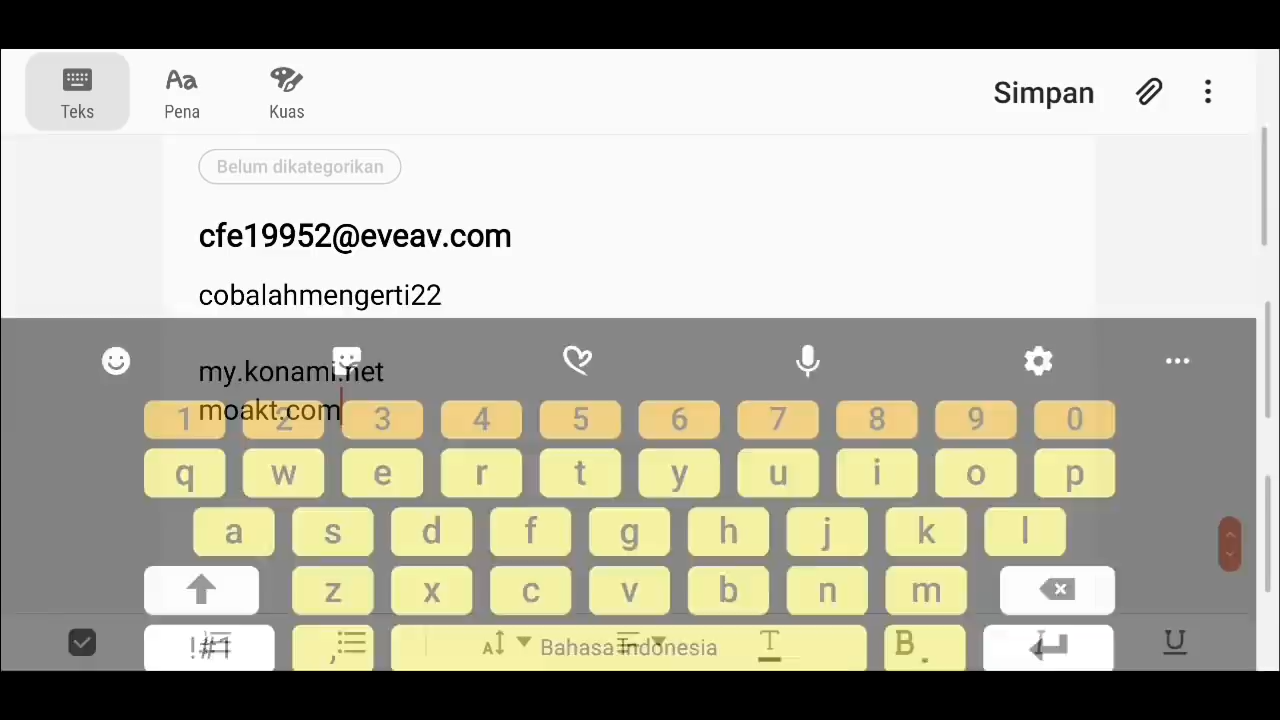 Teks
Aa
Pena
Kuas
Simpan
Belum dikategorikan
cfe19952@eveav.com
cobalahmengerti22
my.konami.net
moakt.com
1 2 3 4 5 6 7 8 9 0
q w e r t y u i o p
a s d f g h j k l
z x c v b n m
!#1 , Bahasa Indonesia .
A T B I U